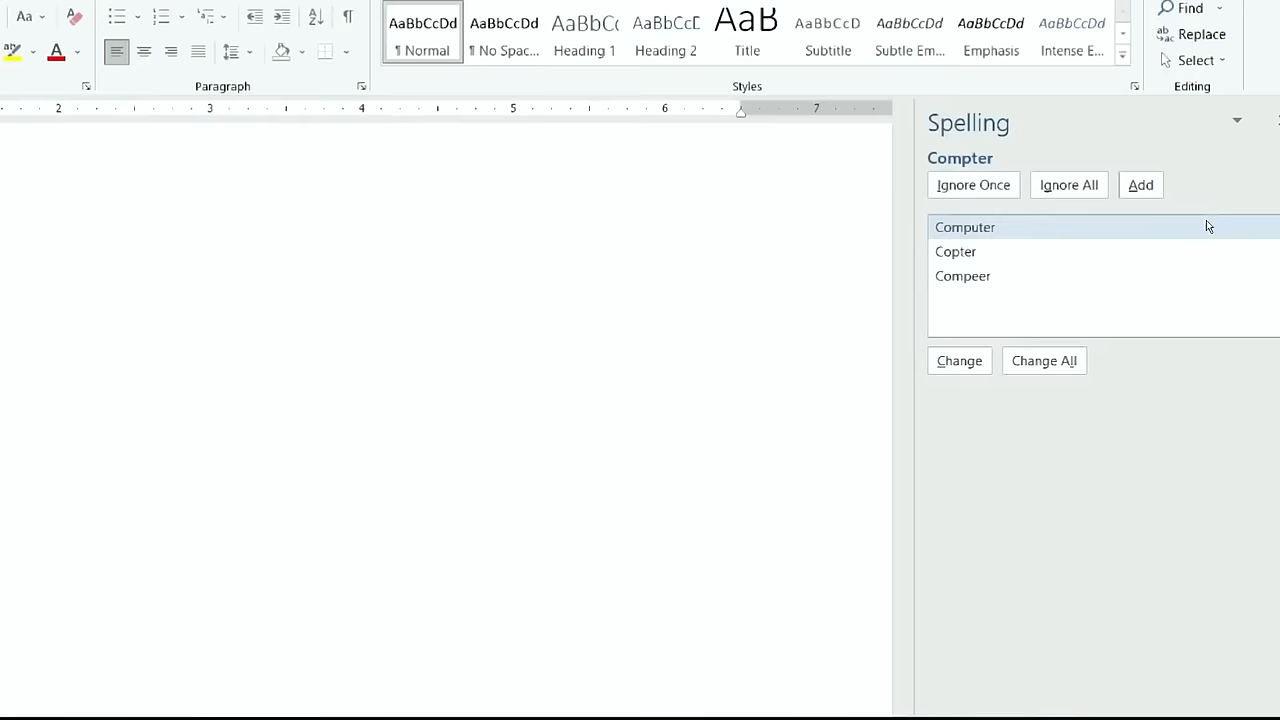 Aa
A
AaBbCcDd AaBbCcDd AaBbCc AaBbCcD AaB AaBbCcD AaBbCcDd AaBbCcDd AaBbCcDd
¶ Normal ¶ No Spac... Heading 1 Heading 2 Title Subtitle Subtle Em... Emphasis Intense E...
Find
Replace
Select
Paragraph Styles Editing
2 3 4 5 6 7
Spelling
Compter
Ignore Once Ignore All Add
Computer
Copter
Compeer
Change Change All